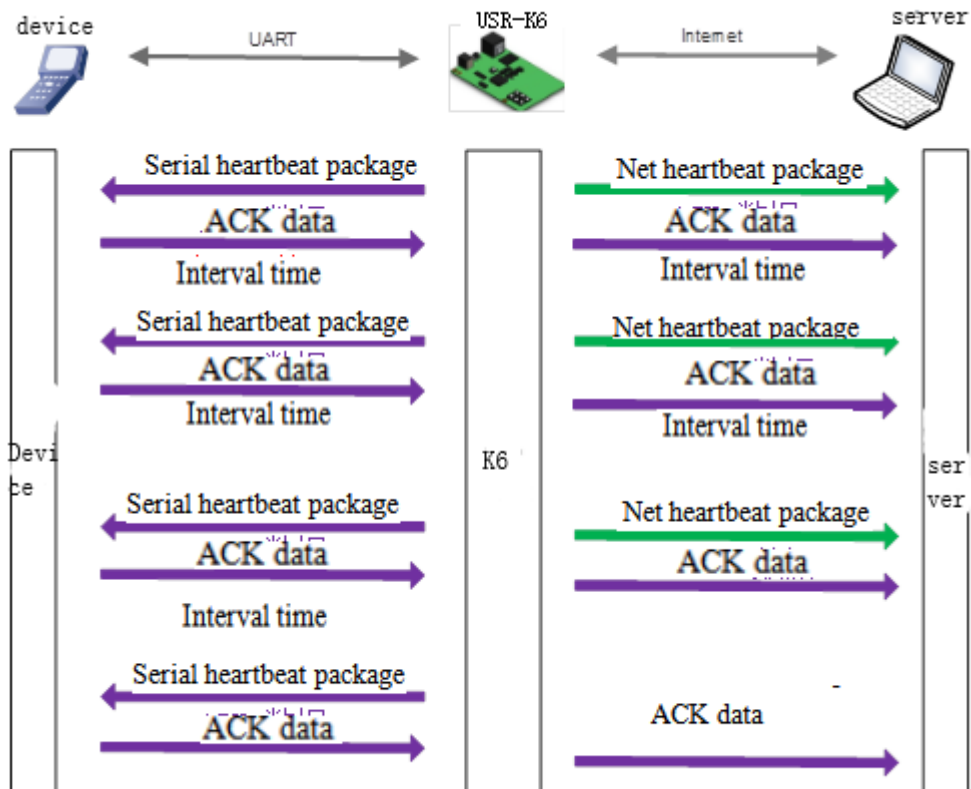 device
UART
USR-K6
Internet
server
Serial heartbeat package
Net heartbeat package
ACK data
ACK data
Interval time
Interval time
Serial heartbeat package
Net heartbeat package
ACK data
ACK data
Interval time
Interval time
Devi
ce
K6
ser
ver
Serial heartbeat package
Net heartbeat package
ACK data
ACK data
Interval time
Serial heartbeat package
ACK data
ACK data